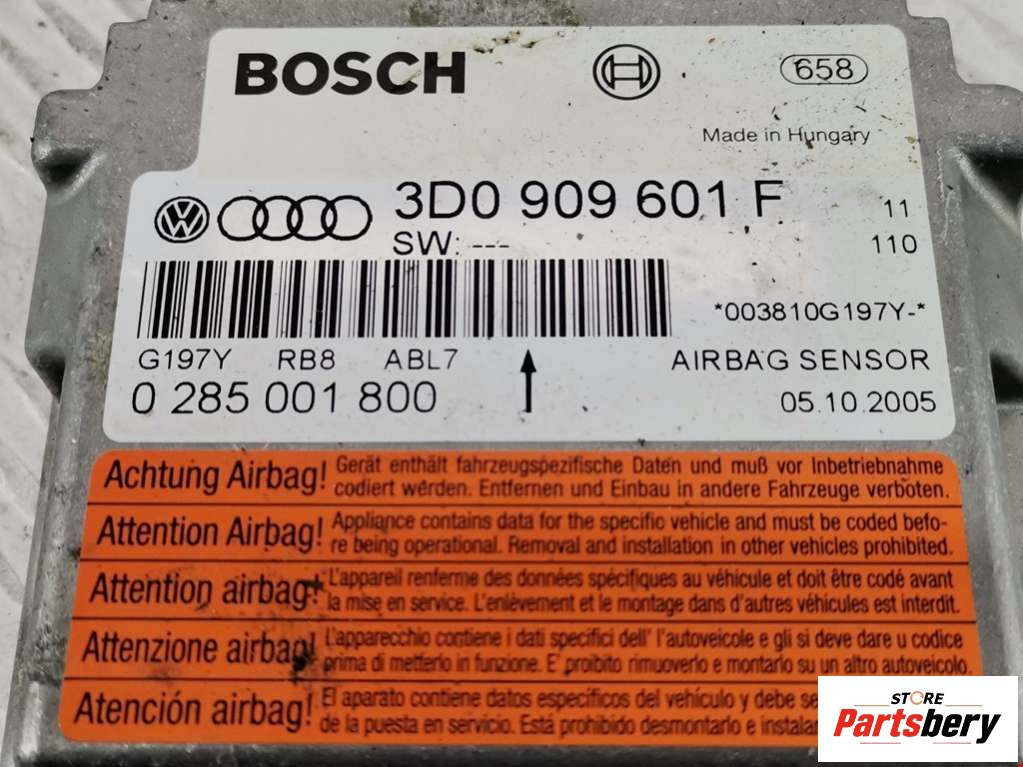 BOSCH
658
Made in Hungary
3D0 909 601 F 11
SW: --- 110
*003810G197Y-*
G197Y RB8 ABL7 AIRBAG SENSOR
0 285 001 800 05.10.2005
Achtung Airbag! Gerät enthält fahrzeugspezifische Daten und muß vor Inbetriebnahme
codiert werden. Entfernen und Einbau in andere Fahrzeuge verboten.
Attention Airbag! Appliance contains data for the specific vehicle and must be coded befo-
re being operational. Removal and installation in other vehicles prohibited.
Attention airbag! L'appareil renferme des données spécifiques au véhicule et doit être codé avant
la mise en service. L'enlèvement et le montage dans d'autres véhicules est interdit.
Attenzione airbag! L'apparecchio contiene i dati specifici dell' l'autoveicole e gli si deve dare u codice
prima di metterlo in funzione. E' proibito rimuoverlo e montarlo su un altro autoveicolo.
Atención airbag! El aparato contiene datos específicos del vehículo y debe
de la puesta en servicio. Está prohibido desmontarlo e
STORE
Partsbery